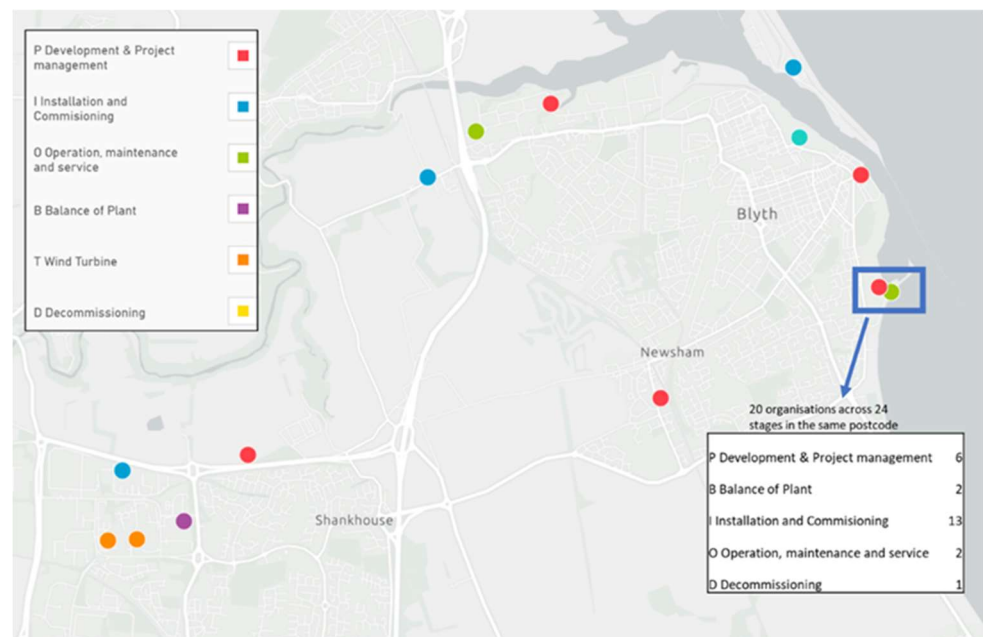 P Development & Project
management
I Installation and
Commisioning
O Operation, maintenance
and service
B Balance of Plant
T Wind Turbine
D Decommissioning
Blyth
Newsham
Shankhouse
20 organisations across 24
stages in the same postcode
P Development & Project management 6
B Balance of Plant 2
I Installation and Commisioning 13
O Operation, maintenance and service 2
D Decommissioning 1